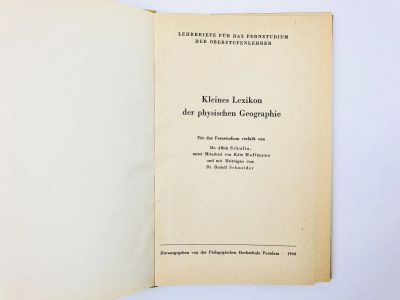 LEHRBRIEFE FÜR DAS FERNSTUDIUM
DER OBERSTUFENLEHRER
Kleines Lexikon
der physischen Geographie
Für das Fernstudium verfaßt von
Dr. Albin Schultz,
unter Mitarbeit von Käte Hoffmann
und mit Beiträgen von
Dr. Rudolf Schneider
Herausgegeben von der Pädagogischen Hochschule Potsdam